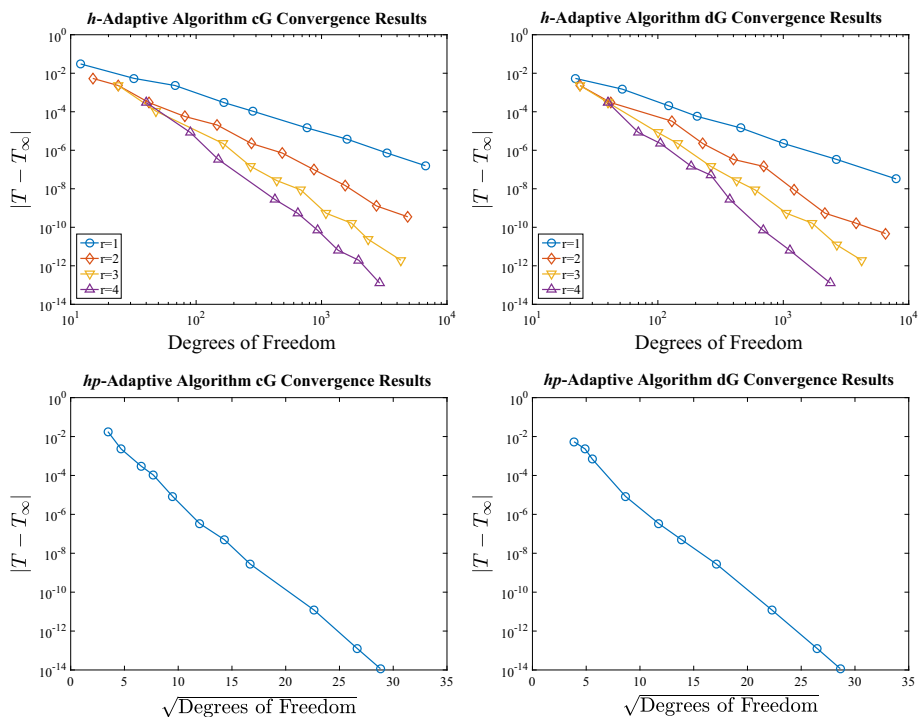 h-Adaptive Algorithm cG Convergence Results
10^0
10^-2
10^-4
10^-6
10^-8
10^-10
10^-12
10^-14
|T − T∞|
r=1
r=2
r=3
r=4
10^1 10^2 10^3 10^4
Degrees of Freedom
h-Adaptive Algorithm dG Convergence Results
10^0
10^-2
10^-4
10^-6
10^-8
10^-10
10^-12
10^-14
|T − T∞|
r=1
r=2
r=3
r=4
10^1 10^2 10^3 10^4
Degrees of Freedom
hp-Adaptive Algorithm cG Convergence Results
10^0
10^-2
10^-4
10^-6
10^-8
10^-10
10^-12
10^-14
|T − T∞|
0 5 10 15 20 25 30 35
√Degrees of Freedom
hp-Adaptive Algorithm dG Convergence Results
10^0
10^-2
10^-4
10^-6
10^-8
10^-10
10^-12
10^-14
|T − T∞|
0 5 10 15 20 25 30 35
√Degrees of Freedom